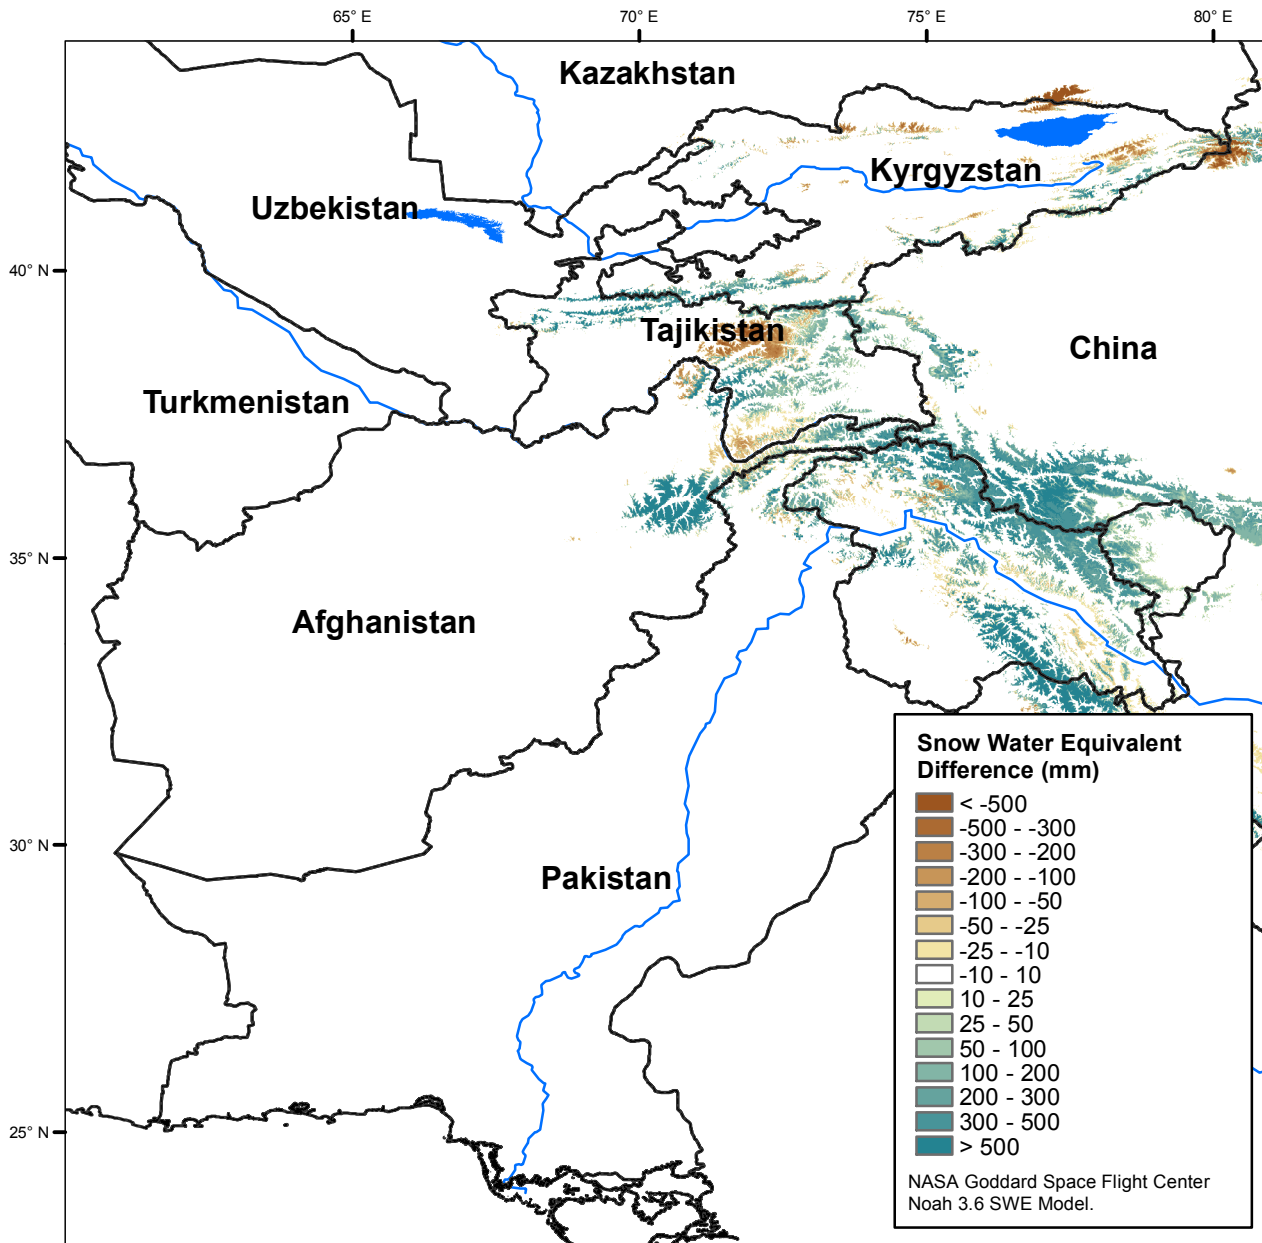 65° E
70° E
75° E
80° E
Kazakhstan
Kyrgyzstan
Uzbekistan
40° N
Tajikistan
China
Turkmenistan
35° N
Afghanistan
30° N
Pakistan
25° N
Snow Water Equivalent
Difference (mm)
< -500
-500 - -300
-300 - -200
-200 - -100
-100 - -50
-50 - -25
-25 - -10
-10 - 10
10 - 25
25 - 50
50 - 100
100 - 200
200 - 300
300 - 500
> 500
NASA Goddard Space Flight Center
Noah 3.6 SWE Model.